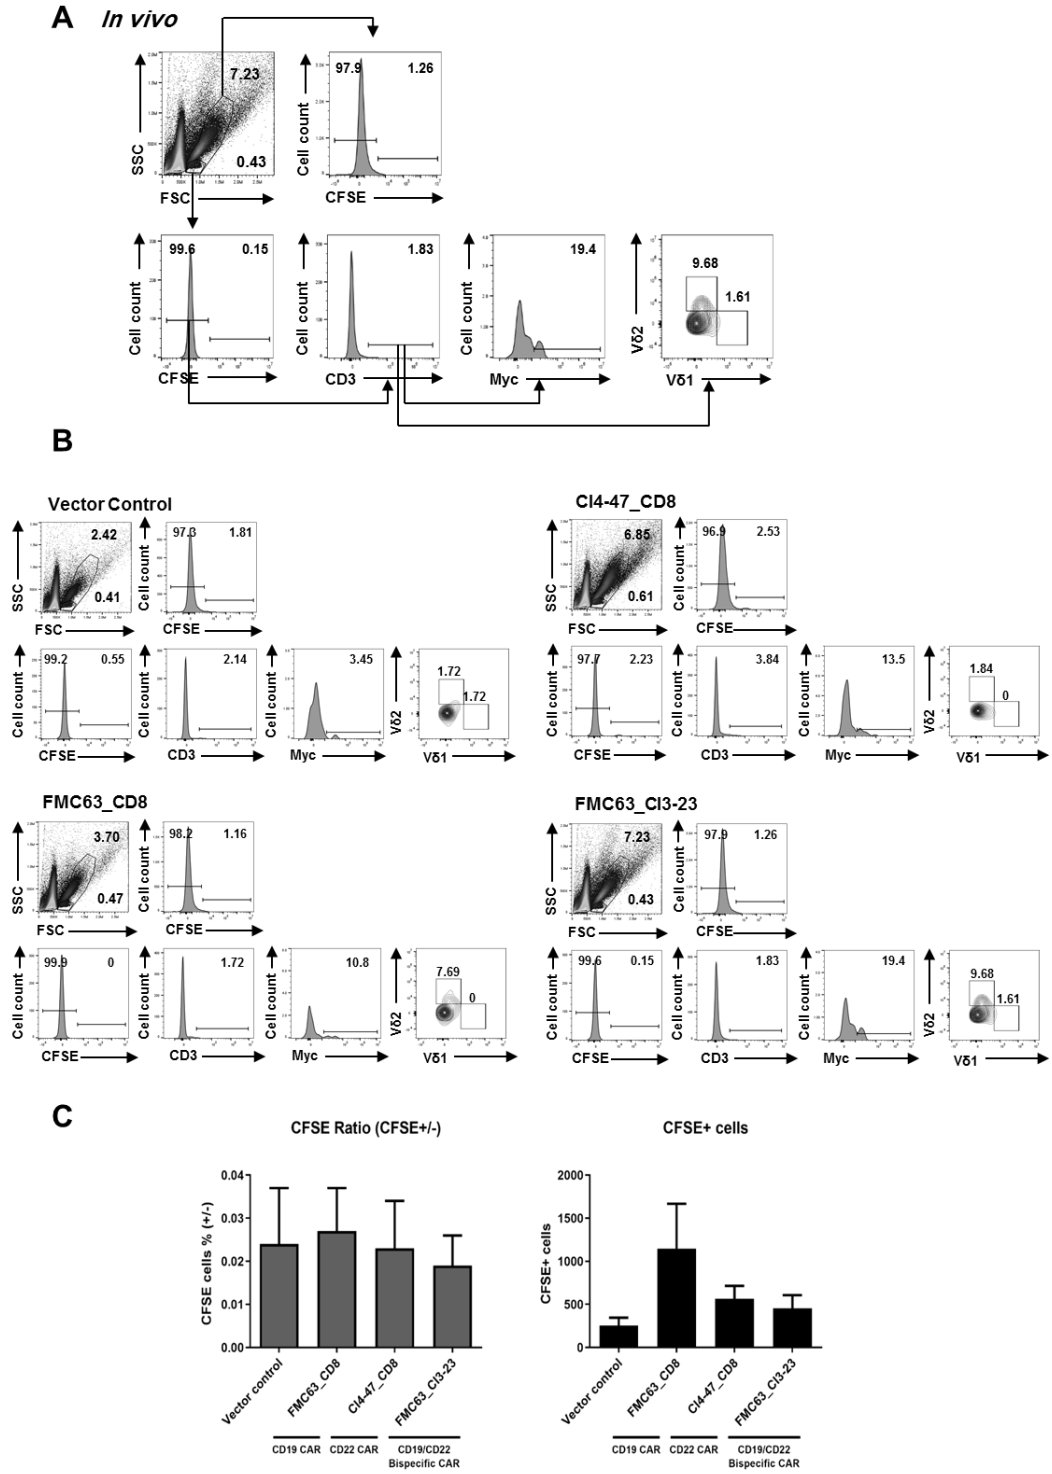 A In vivo
7.23
0.43
SSC
FSC
97.9 1.26
Cell count
CFSE
99.6 0.15
Cell count
CFSE
1.83
Cell count
CD3
19.4
Cell count
Myc
9.68
1.61
Vδ2
Vδ1
B
Vector Control
2.42
0.41
SSC
FSC
97.3 1.81
Cell count
CFSE
99.2 0.55
Cell count
CFSE
2.14
Cell count
CD3
3.45
Cell count
Myc
1.72
1.72
Vδ2
Vδ1
Cl4-47_CD8
6.85
0.61
SSC
FSC
96.9 2.53
Cell count
CFSE
97.7 2.23
Cell count
CFSE
3.84
Cell count
CD3
13.5
Cell count
Myc
1.84
0
Vδ2
Vδ1
FMC63_CD8
3.70
0.47
SSC
FSC
98.2 1.16
Cell count
CFSE
99.9 0
Cell count
CFSE
1.72
Cell count
CD3
10.8
Cell count
Myc
7.69
0
Vδ2
Vδ1
FMC63_Cl3-23
7.23
0.43
SSC
FSC
97.9 1.26
Cell count
CFSE
99.6 0.15
Cell count
CFSE
1.83
Cell count
CD3
19.4
Cell count
Myc
9.68
1.61
Vδ2
Vδ1
C
CFSE Ratio (CFSE+/-)
CFSE cells % (+/-)
0.04
0.03
0.02
0.01
0.00
Vector control
FMC63_CD8
Cl4-47_CD8
FMC63_Cl3-23
CD19 CAR
CD22 CAR
CD19/CD22
Bispecific CAR
CFSE+ cells
CFSE+ cells
2000
1500
1000
500
0
Vector control
FMC63_CD8
Cl4-47_CD8
FMC63_Cl3-23
CD19 CAR
CD22 CAR
CD19/CD22
Bispecific CAR